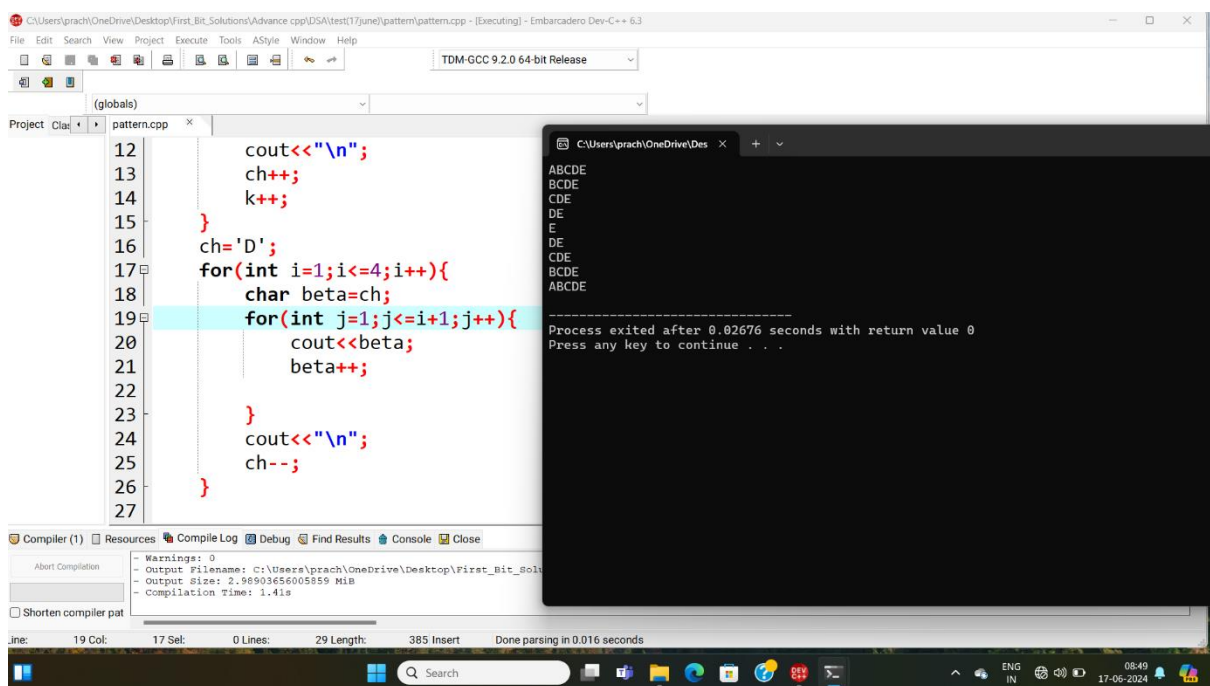 C:\Users\prach\OneDrive\Desktop\First_Bit_Solutions\Advance cpp\DSA\test(17june)\pattern\pattern.cpp - [Executing] - Embarcadero Dev-C++ 6.3
File Edit Search View Project Execute Tools AStyle Window Help
TDM-GCC 9.2.0 64-bit Release
(globals)
Project Clas pattern.cpp ×
12 cout<<"\n";
13 ch++;
14 k++;
15 }
16 ch='D';
17 for(int i=1;i<=4;i++){
18 char beta=ch;
19 for(int j=1;j<=i+1;j++){
20 cout<<beta;
21 beta++;
22
23 }
24 cout<<"\n";
25 ch--;
26 }
27
C:\Users\prach\OneDrive\Des × + 
ABCDE
BCDE
CDE
DE
E
DE
CDE
BCDE
ABCDE
--------------------------------
Process exited after 0.02676 seconds with return value 0
Press any key to continue . . .
Compiler (1) Resources Compile Log Debug Find Results Console Close
Abort Compilation
Shorten compiler pat
- Warnings: 0
- Output Filename: C:\Users\prach\OneDrive\Desktop\First_Bit_Solu
- Output Size: 2.98903656005859 MiB
- Compilation Time: 1.41s
Line: 19 Col: 17 Sel: 0 Lines: 29 Length: 385 Insert Done parsing in 0.016 seconds
Search
DEV
ENG
IN
08:49
17-06-2024
PRE